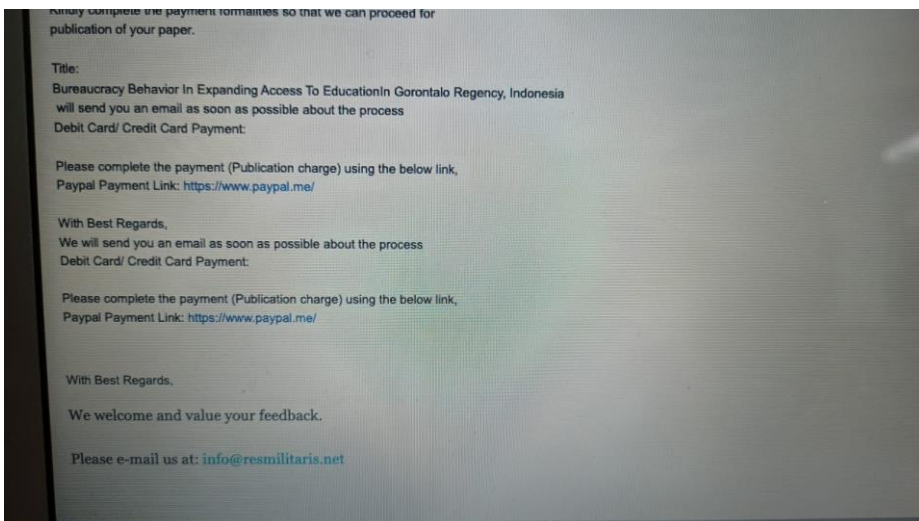 Kindly complete the payment formalities so that we can proceed for
publication of your paper.
Title:
Bureaucracy Behavior In Expanding Access To EducationIn Gorontalo Regency, Indonesia
will send you an email as soon as possible about the process
Debit Card/ Credit Card Payment:
Please complete the payment (Publication charge) using the below link,
Paypal Payment Link: https://www.paypal.me/
With Best Regards,
We will send you an email as soon as possible about the process
Debit Card/ Credit Card Payment:
Please complete the payment (Publication charge) using the below link,
Paypal Payment Link: https://www.paypal.me/
With Best Regards,
We welcome and value your feedback.
Please e-mail us at: info@resmilitaris.net